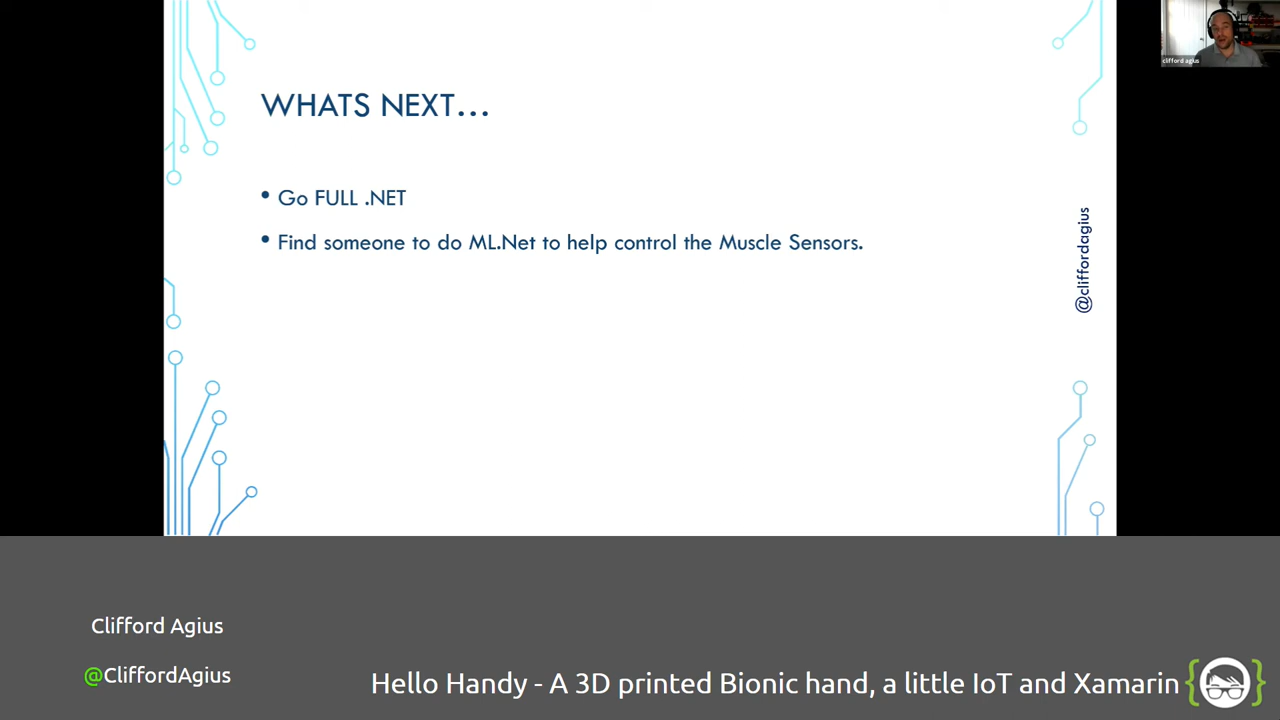 clifford agius
WHATS NEXT...
• Go FULL .NET
• Find someone to do ML.Net to help control the Muscle Sensors.
@cliffordagius
Clifford Agius
@CliffordAgius
Hello Handy - A 3D printed Bionic hand, a little IoT and Xamarin